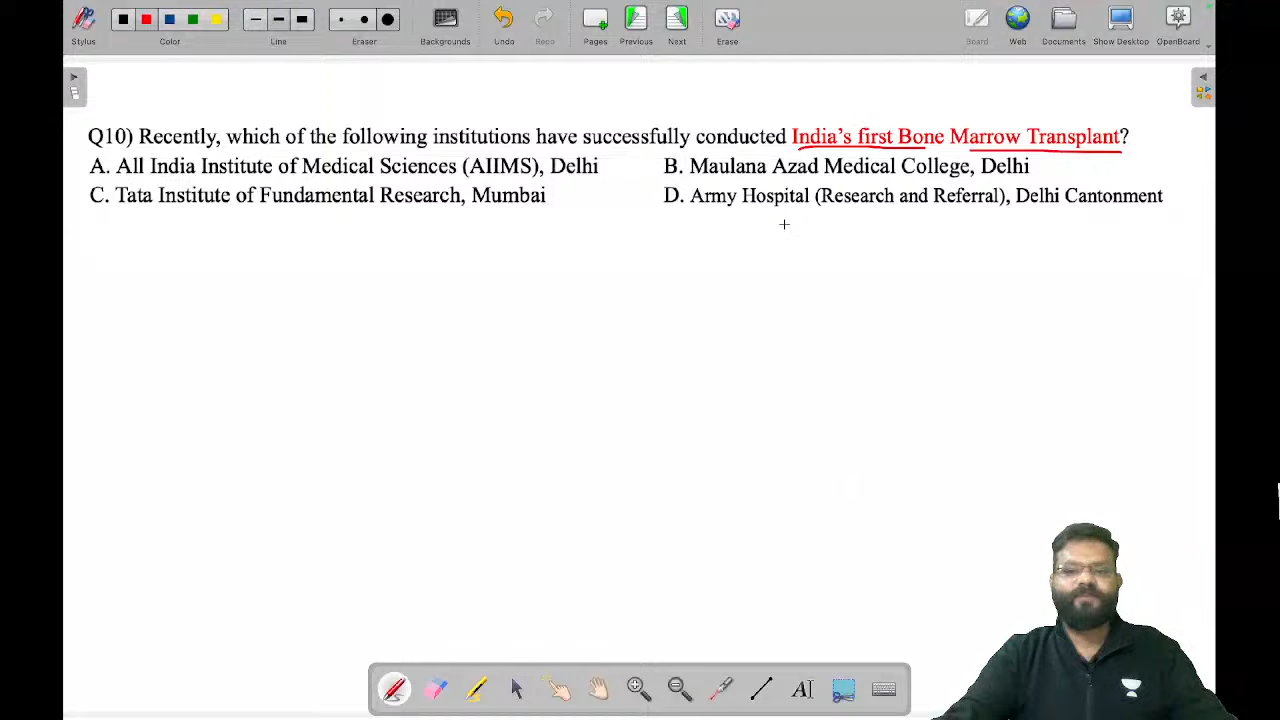 Stylus Color Line Eraser Backgrounds Undo Redo Pages Previous Next Erase Board Web Documents Show Desktop OpenBoard
Q10) Recently, which of the following institutions have successfully conducted India's first Bone Marrow Transplant?
A. All India Institute of Medical Sciences (AIIMS), Delhi B. Maulana Azad Medical College, Delhi
C. Tata Institute of Fundamental Research, Mumbai D. Army Hospital (Research and Referral), Delhi Cantonment